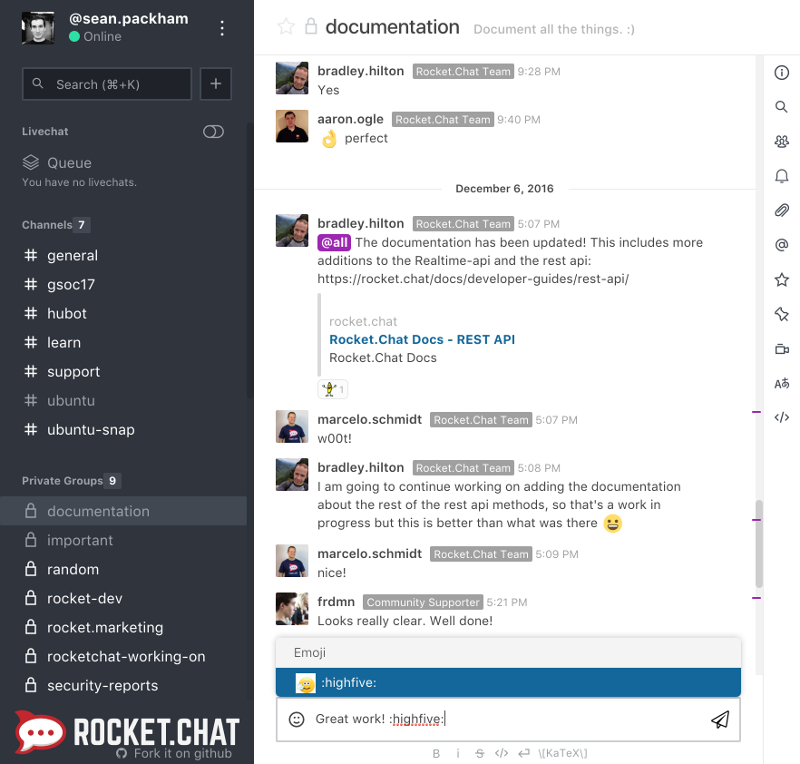 @sean.packham
Online
Search (⌘+K)
Livechat
Queue
You have no livechats.
Channels 7
# general
# gsoc17
# hubot
# learn
# support
# ubuntu
# ubuntu-snap
Private Groups 9
documentation
important
random
rocket-dev
rocket.marketing
rocketchat-working-on
security-reports
ROCKET.CHAT
Fork it on github
documentation Document all the things. :)
bradley.hilton Rocket.Chat Team 9:28 PM
Yes
aaron.ogle Rocket.Chat Team 9:40 PM
👌 perfect
December 6, 2016
bradley.hilton Rocket.Chat Team 5:07 PM
@all The documentation has been updated! This includes more
additions to the Realtime-api and the rest api:
https://rocket.chat/docs/developer-guides/rest-api/
rocket.chat
Rocket.Chat Docs - REST API
Rocket.Chat Docs
1
marcelo.schmidt Rocket.Chat Team 5:07 PM
w00t!
bradley.hilton Rocket.Chat Team 5:08 PM
I am going to continue working on adding the documentation
about the rest of the rest api methods, so that's a work in
progress but this is better than what was there 😀
marcelo.schmidt Rocket.Chat Team 5:09 PM
nice!
frdmn Community Supporter 5:21 PM
Looks really clear. Well done!
Emoji
:highfive:
Great work! :highfive:
B i S </> ↵ \[KaTeX\]